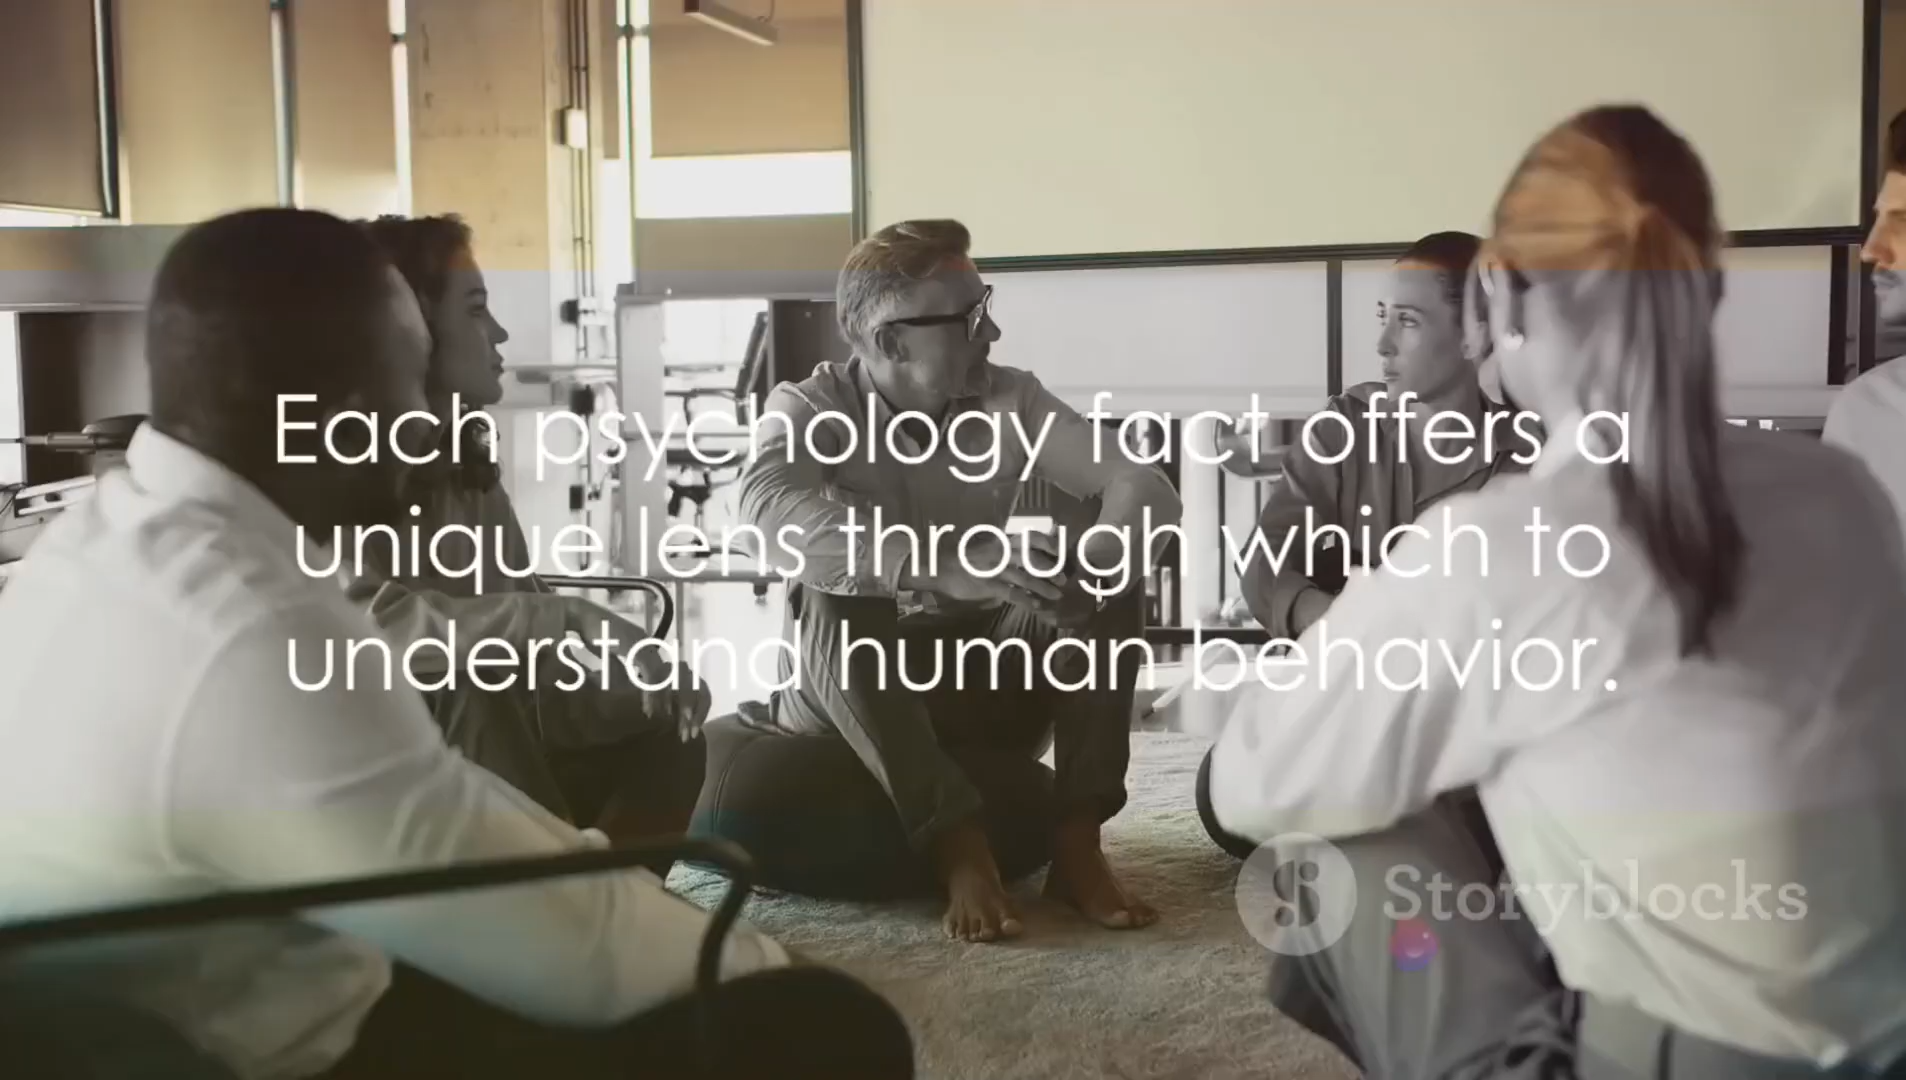 Each psychology fact offers a
unique lens through which to
understand human behavior.
Storyblocks